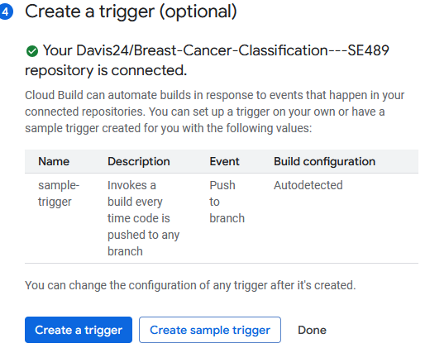 4 Create a trigger (optional)
Your Davis24/Breast-Cancer-Classification---SE489
repository is connected.
Cloud Build can automate builds in response to events that happen in your
connected repositories. You can set up a trigger on your own or have a
sample trigger created for you with the following values:
Name Description Event Build configuration
sample- Invokes a Push Autodetected
trigger build every to
time code is branch
pushed to any
branch
You can change the configuration of any trigger after it's created.
Create a trigger Create sample trigger Done